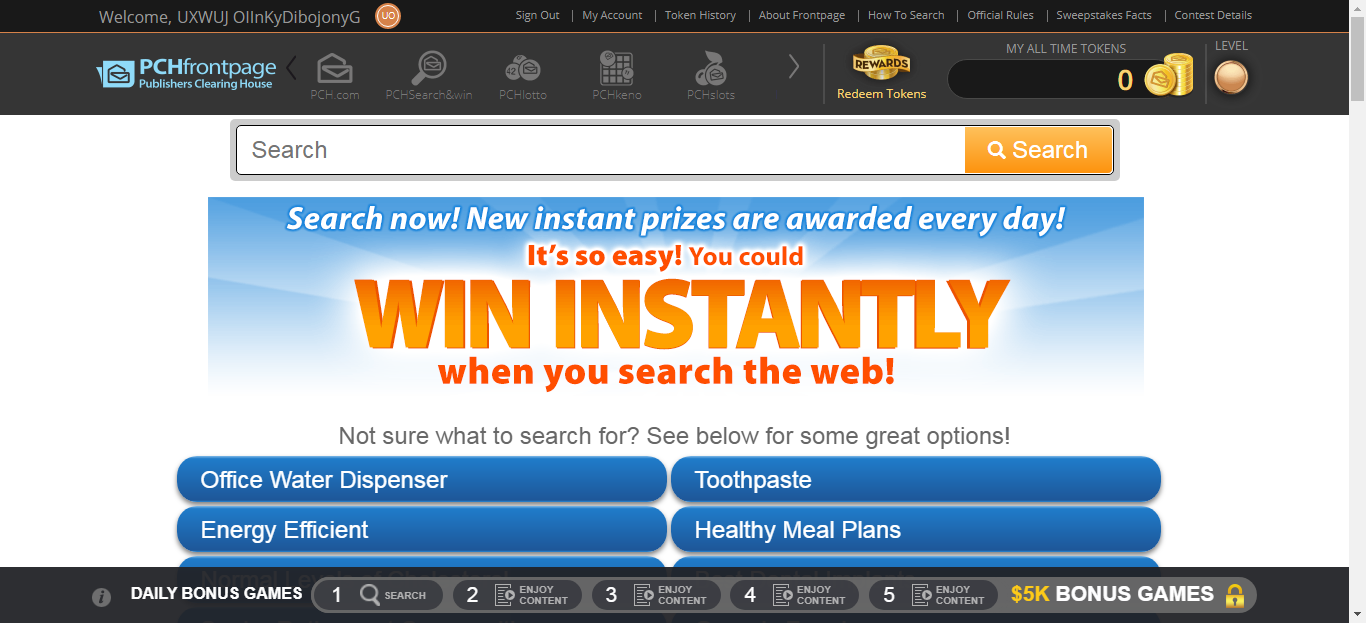 Welcome, UXWUJ OIInKyDibojonyG UO
Sign Out | My Account | Token History | About Frontpage | How To Search | Official Rules | Sweepstakes Facts | Contest Details
PCHfrontpage
Publishers Clearing House
PCH.com
PCHSearch&win
42
PCHlotto
PCHkeno
PCHslots
REWARDS
Redeem Tokens
MY ALL TIME TOKENS
0
LEVEL
Search
Search
Search now! New instant prizes are awarded every day!
It's so easy! You could
WIN INSTANTLY
when you search the web!
Not sure what to search for? See below for some great options!
Office Water Dispenser
Toothpaste
Energy Efficient
Healthy Meal Plans
DAILY BONUS GAMES
1 SEARCH
2 ENJOY CONTENT
3 ENJOY CONTENT
4 ENJOY CONTENT
5 ENJOY CONTENT
$5K BONUS GAMES